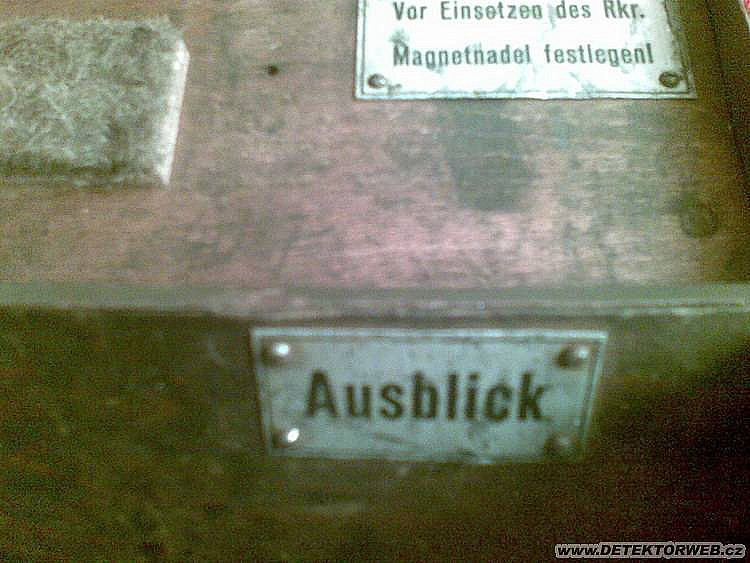 Vor Einsetzen des Rkr.
Magnetnadel festlegen!
Ausblick
www.DETEKTORWEB.cz